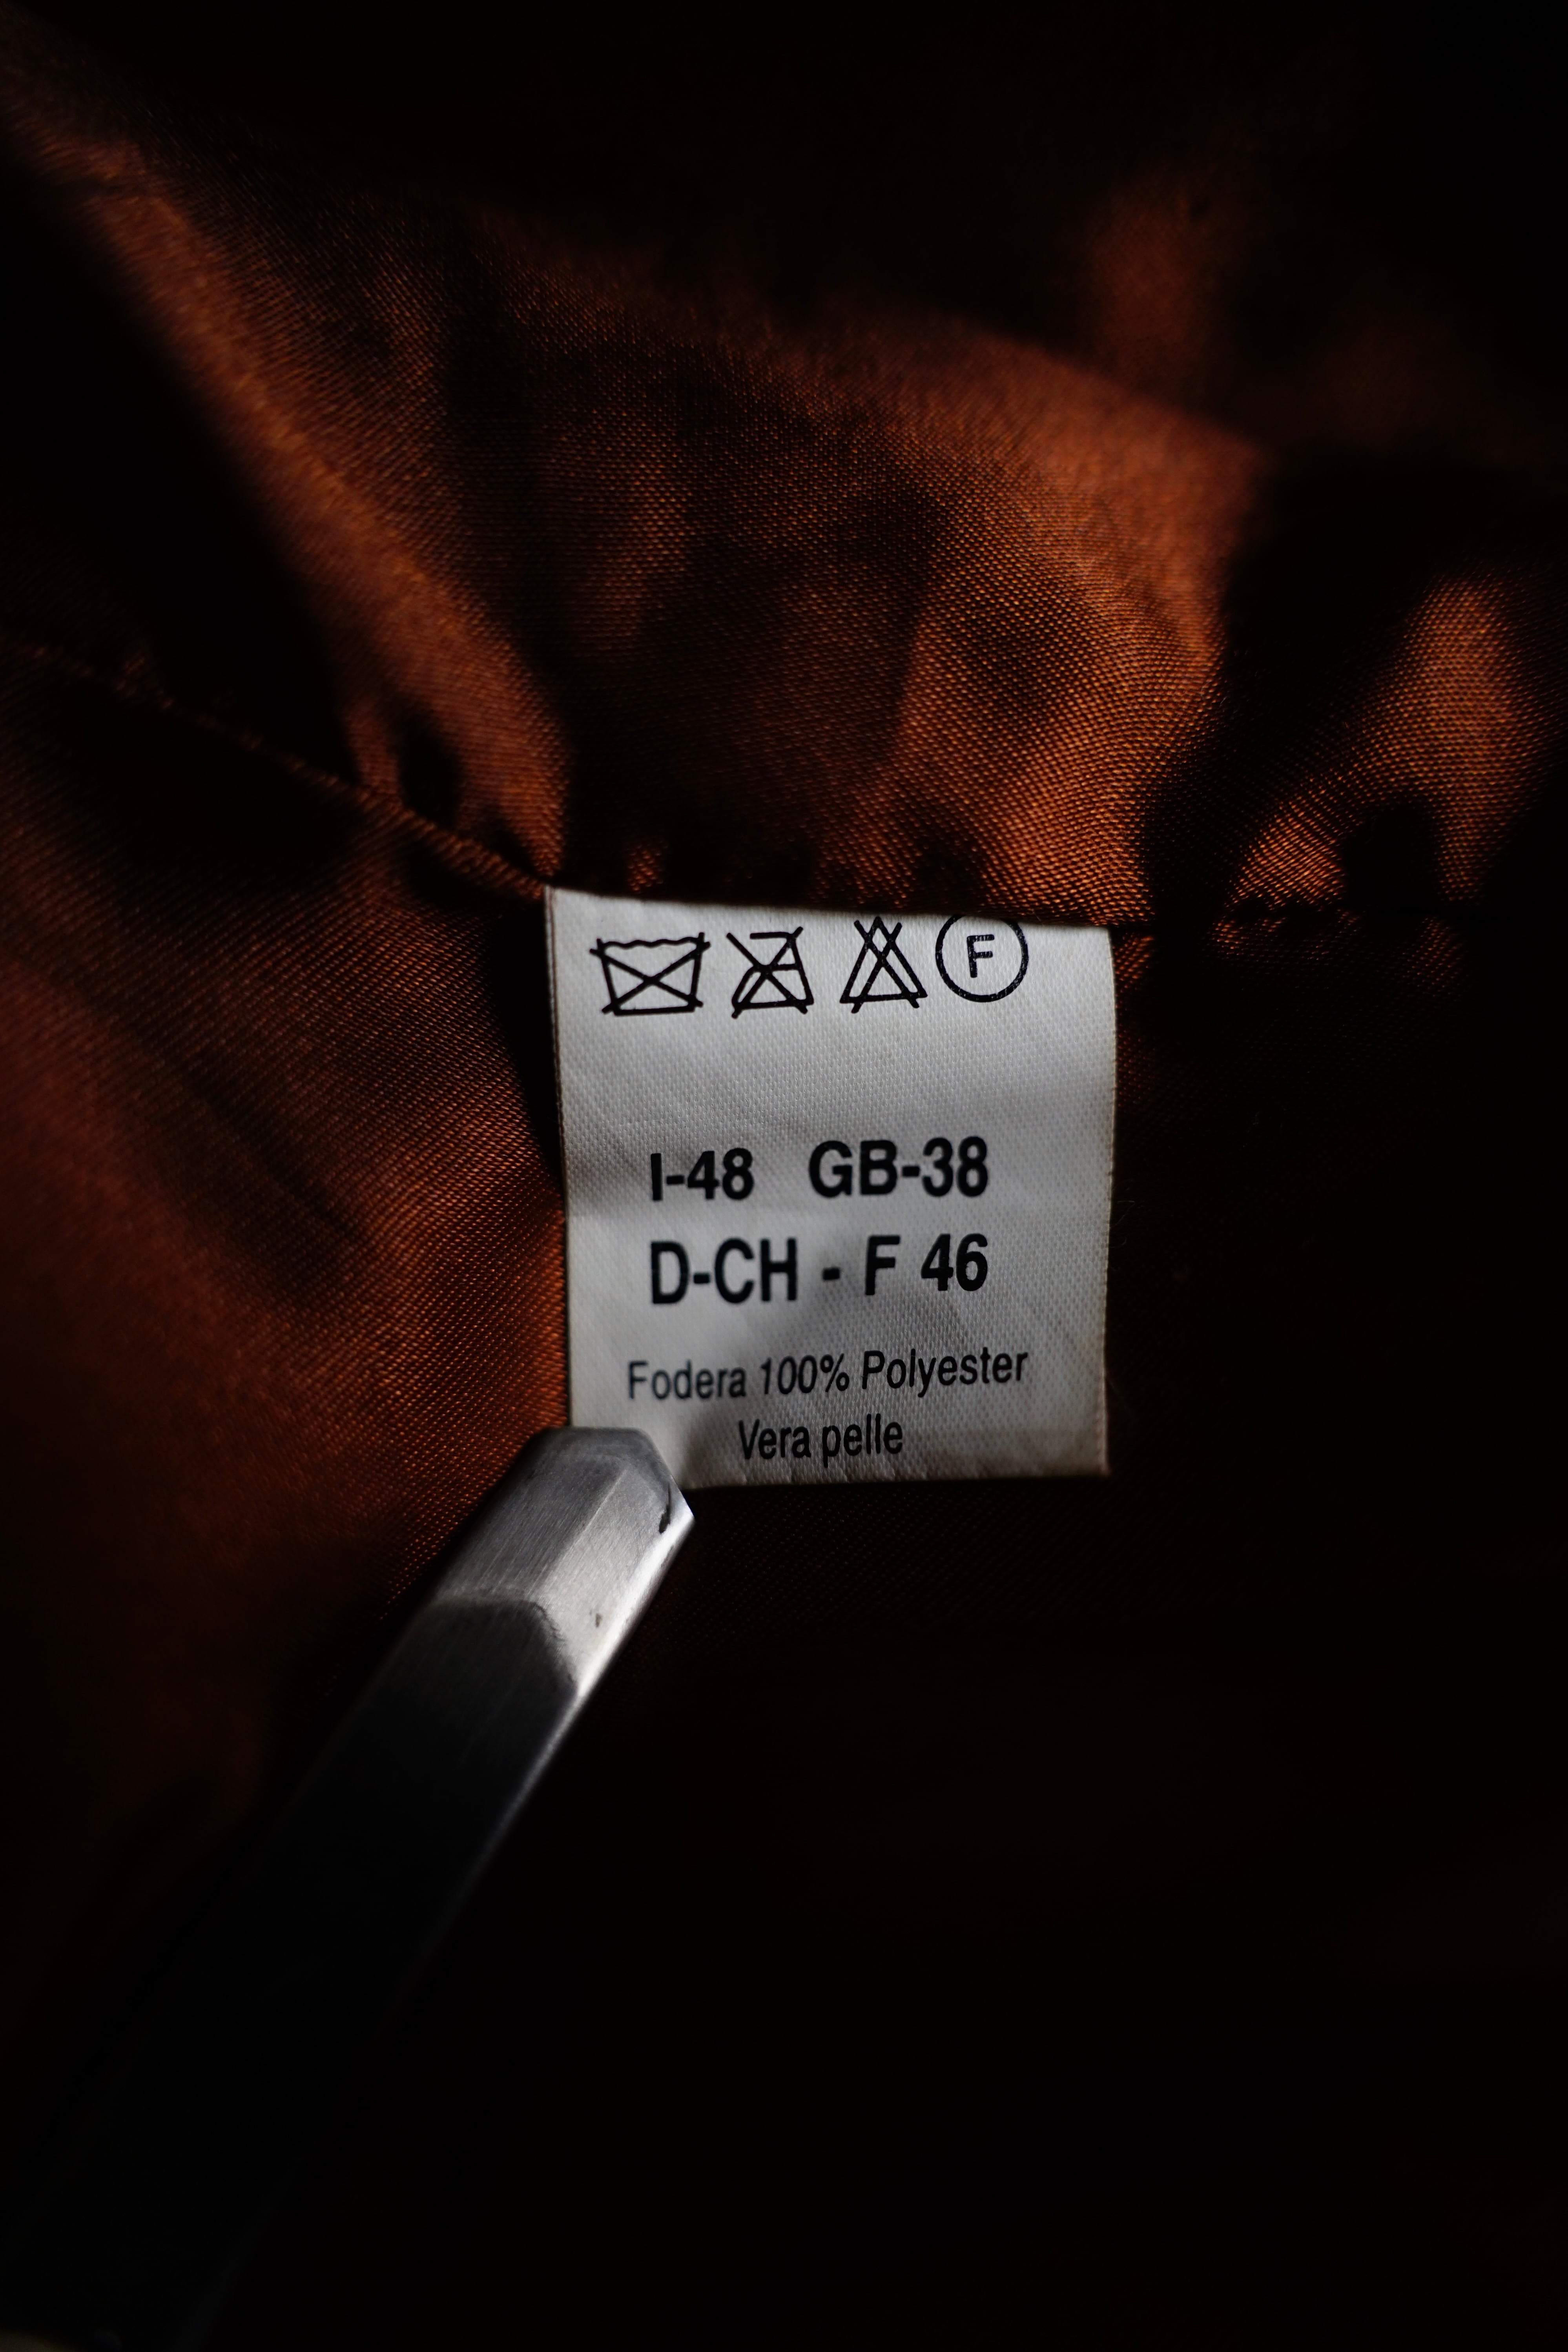 F
I-48 GB-38
D-CH - F 46
Fodera 100% Polyester
Vera pelle